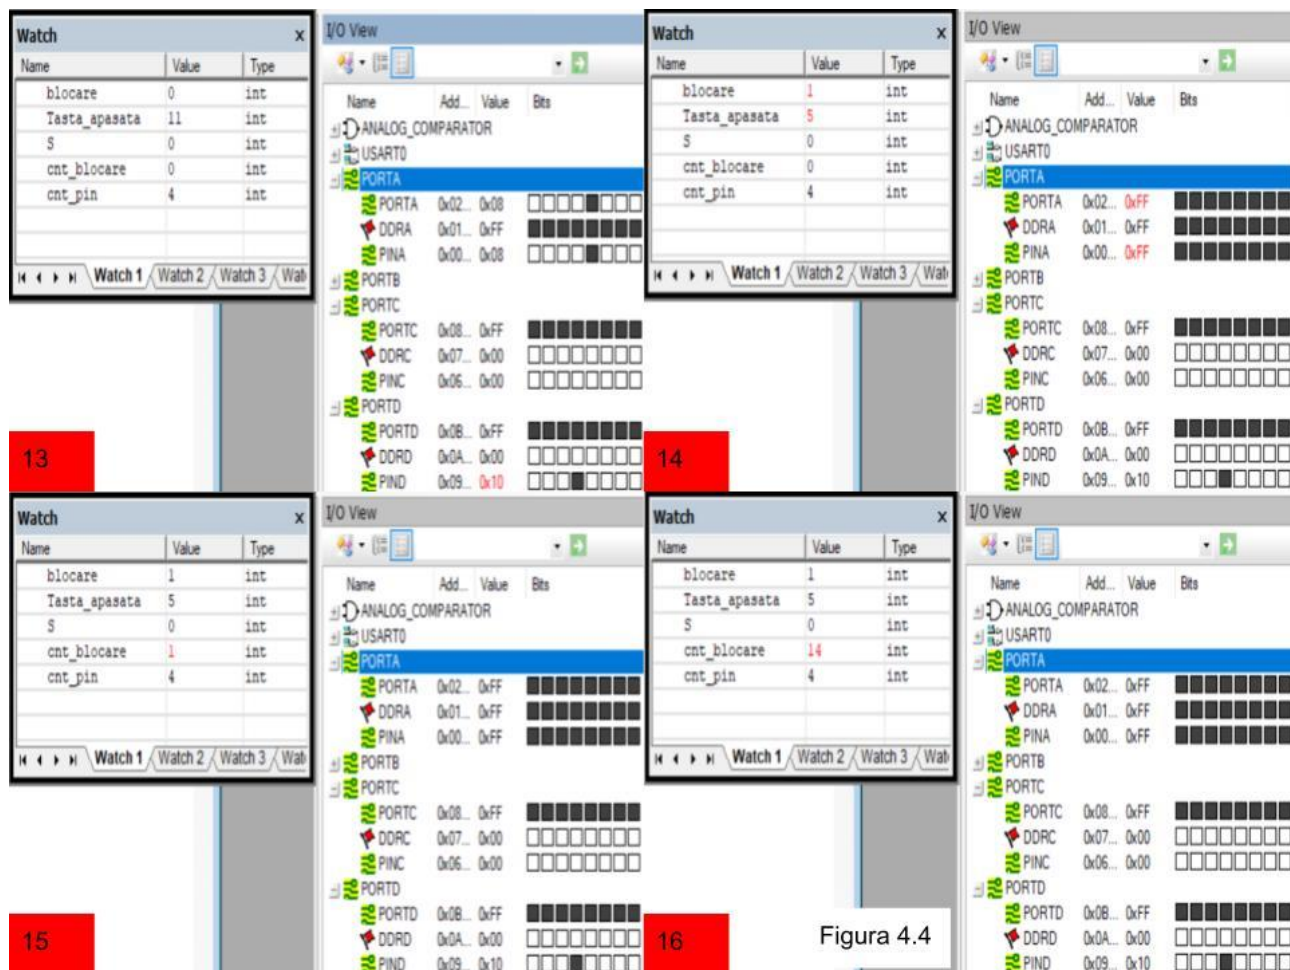 Watch x
Name Value Type
blocare 0 int
Tasta_apasata 11 int
S 0 int
cnt_blocare 0 int
cnt_pin 4 int
Watch 1 Watch 2 Watch 3 Wat
I/O View
Name Add... Value Bits
ANALOG_COMPARATOR
USART0
PORTA
PORTA 0x02... 0x08
DDRA 0x01... 0xFF
PINA 0x00... 0x08
PORTB
PORTC
PORTC 0x08... 0xFF
DDRC 0x07... 0x00
PINC 0x06... 0x00
PORTD
PORTD 0x0B... 0xFF
DDRD 0x0A... 0x00
PIND 0x09... 0x10
13
Watch x
Name Value Type
blocare 1 int
Tasta_apasata 5 int
S 0 int
cnt_blocare 0 int
cnt_pin 4 int
Watch 1 Watch 2 Watch 3 Wat
I/O View
Name Add... Value Bits
ANALOG_COMPARATOR
USART0
PORTA
PORTA 0x02... 0xFF
DDRA 0x01... 0xFF
PINA 0x00... 0xFF
PORTB
PORTC
PORTC 0x08... 0xFF
DDRC 0x07... 0x00
PINC 0x06... 0x00
PORTD
PORTD 0x0B... 0xFF
DDRD 0x0A... 0x00
PIND 0x09... 0x10
14
Watch x
Name Value Type
blocare 1 int
Tasta_apasata 5 int
S 0 int
cnt_blocare 1 int
cnt_pin 4 int
Watch 1 Watch 2 Watch 3 Wat
I/O View
Name Add... Value Bits
ANALOG_COMPARATOR
USART0
PORTA
PORTA 0x02... 0xFF
DDRA 0x01... 0xFF
PINA 0x00... 0xFF
PORTB
PORTC
PORTC 0x08... 0xFF
DDRC 0x07... 0x00
PINC 0x06... 0x00
PORTD
PORTD 0x0B... 0xFF
DDRD 0x0A... 0x00
PIND 0x09... 0x10
15
Watch x
Name Value Type
blocare 1 int
Tasta_apasata 5 int
S 0 int
cnt_blocare 14 int
cnt_pin 4 int
Watch 1 Watch 2 Watch 3 Wat
I/O View
Name Add... Value Bits
ANALOG_COMPARATOR
USART0
PORTA
PORTA 0x02... 0xFF
DDRA 0x01... 0xFF
PINA 0x00... 0xFF
PORTB
PORTC
PORTC 0x08... 0xFF
DDRC 0x07... 0x00
PINC 0x06... 0x00
PORTD
PORTD 0x0B... 0xFF
DDRD 0x0A... 0x00
PIND 0x09... 0x10
16
Figura 4.4